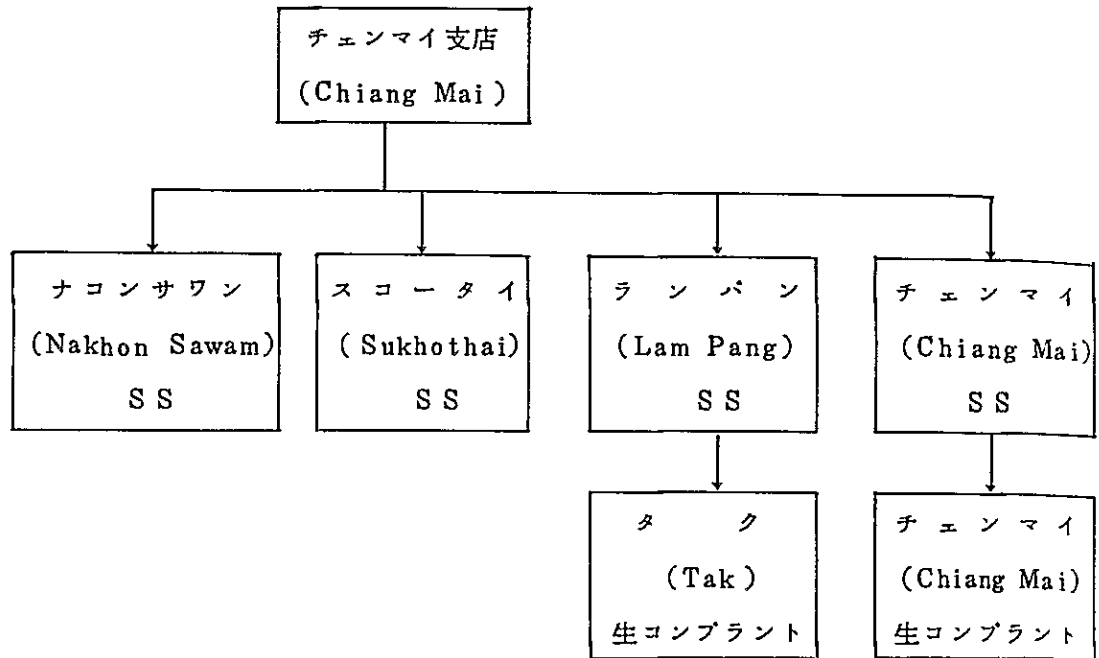 チェンマイ支店
(Chiang Mai)
ナコンサワン
(Nakhon Sawam)
SS
スコータイ
(Sukhothai)
SS
ランパン
(Lam Pang)
SS
チェンマイ
(Chiang Mai)
SS
タク
(Tak)
生コンプラント
チェンマイ
(Chiang Mai)
生コンプラント